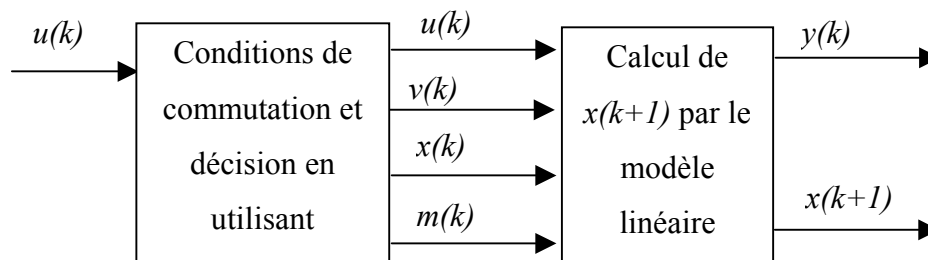 u(k)
Conditions de
commutation et
décision en
utilisant
u(k)
v(k)
x(k)
m(k)
Calcul de
x(k+1) par le
modèle
linéaire
y(k)
x(k+1)